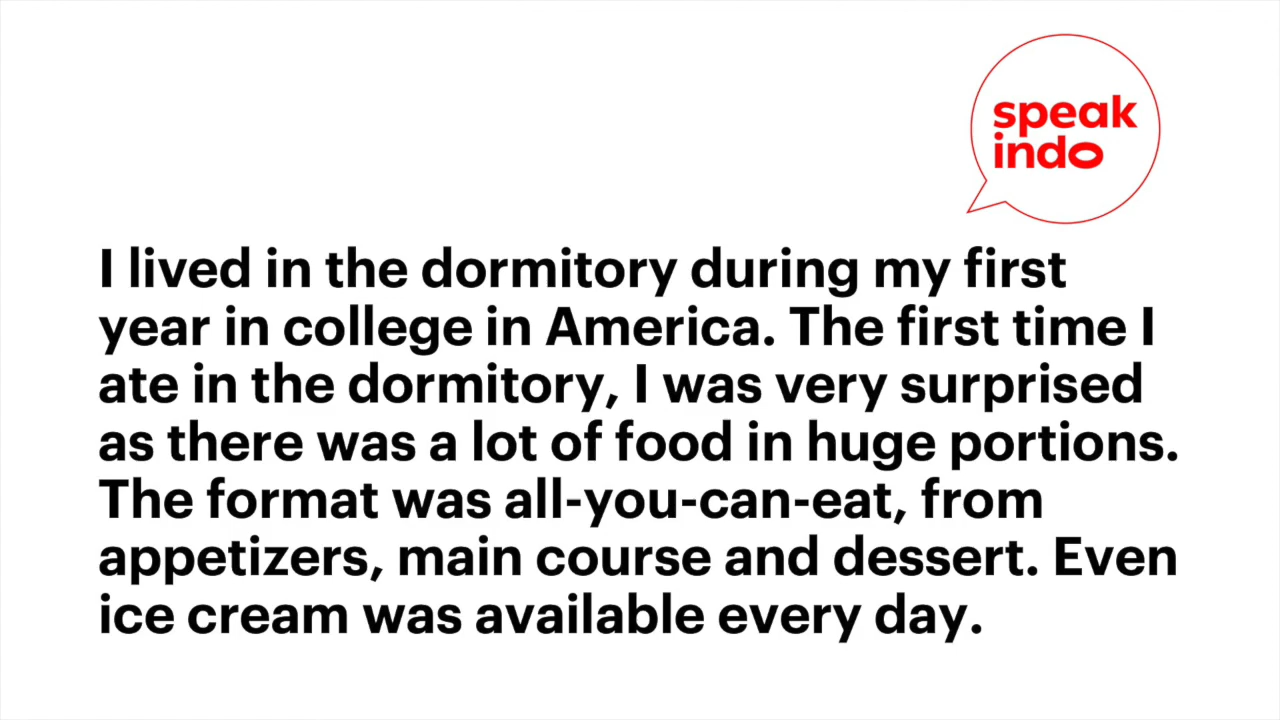 speak
indo
I lived in the dormitory during my first
year in college in America. The first time I
ate in the dormitory, I was very surprised
as there was a lot of food in huge portions.
The format was all-you-can-eat, from
appetizers, main course and dessert. Even
ice cream was available every day.